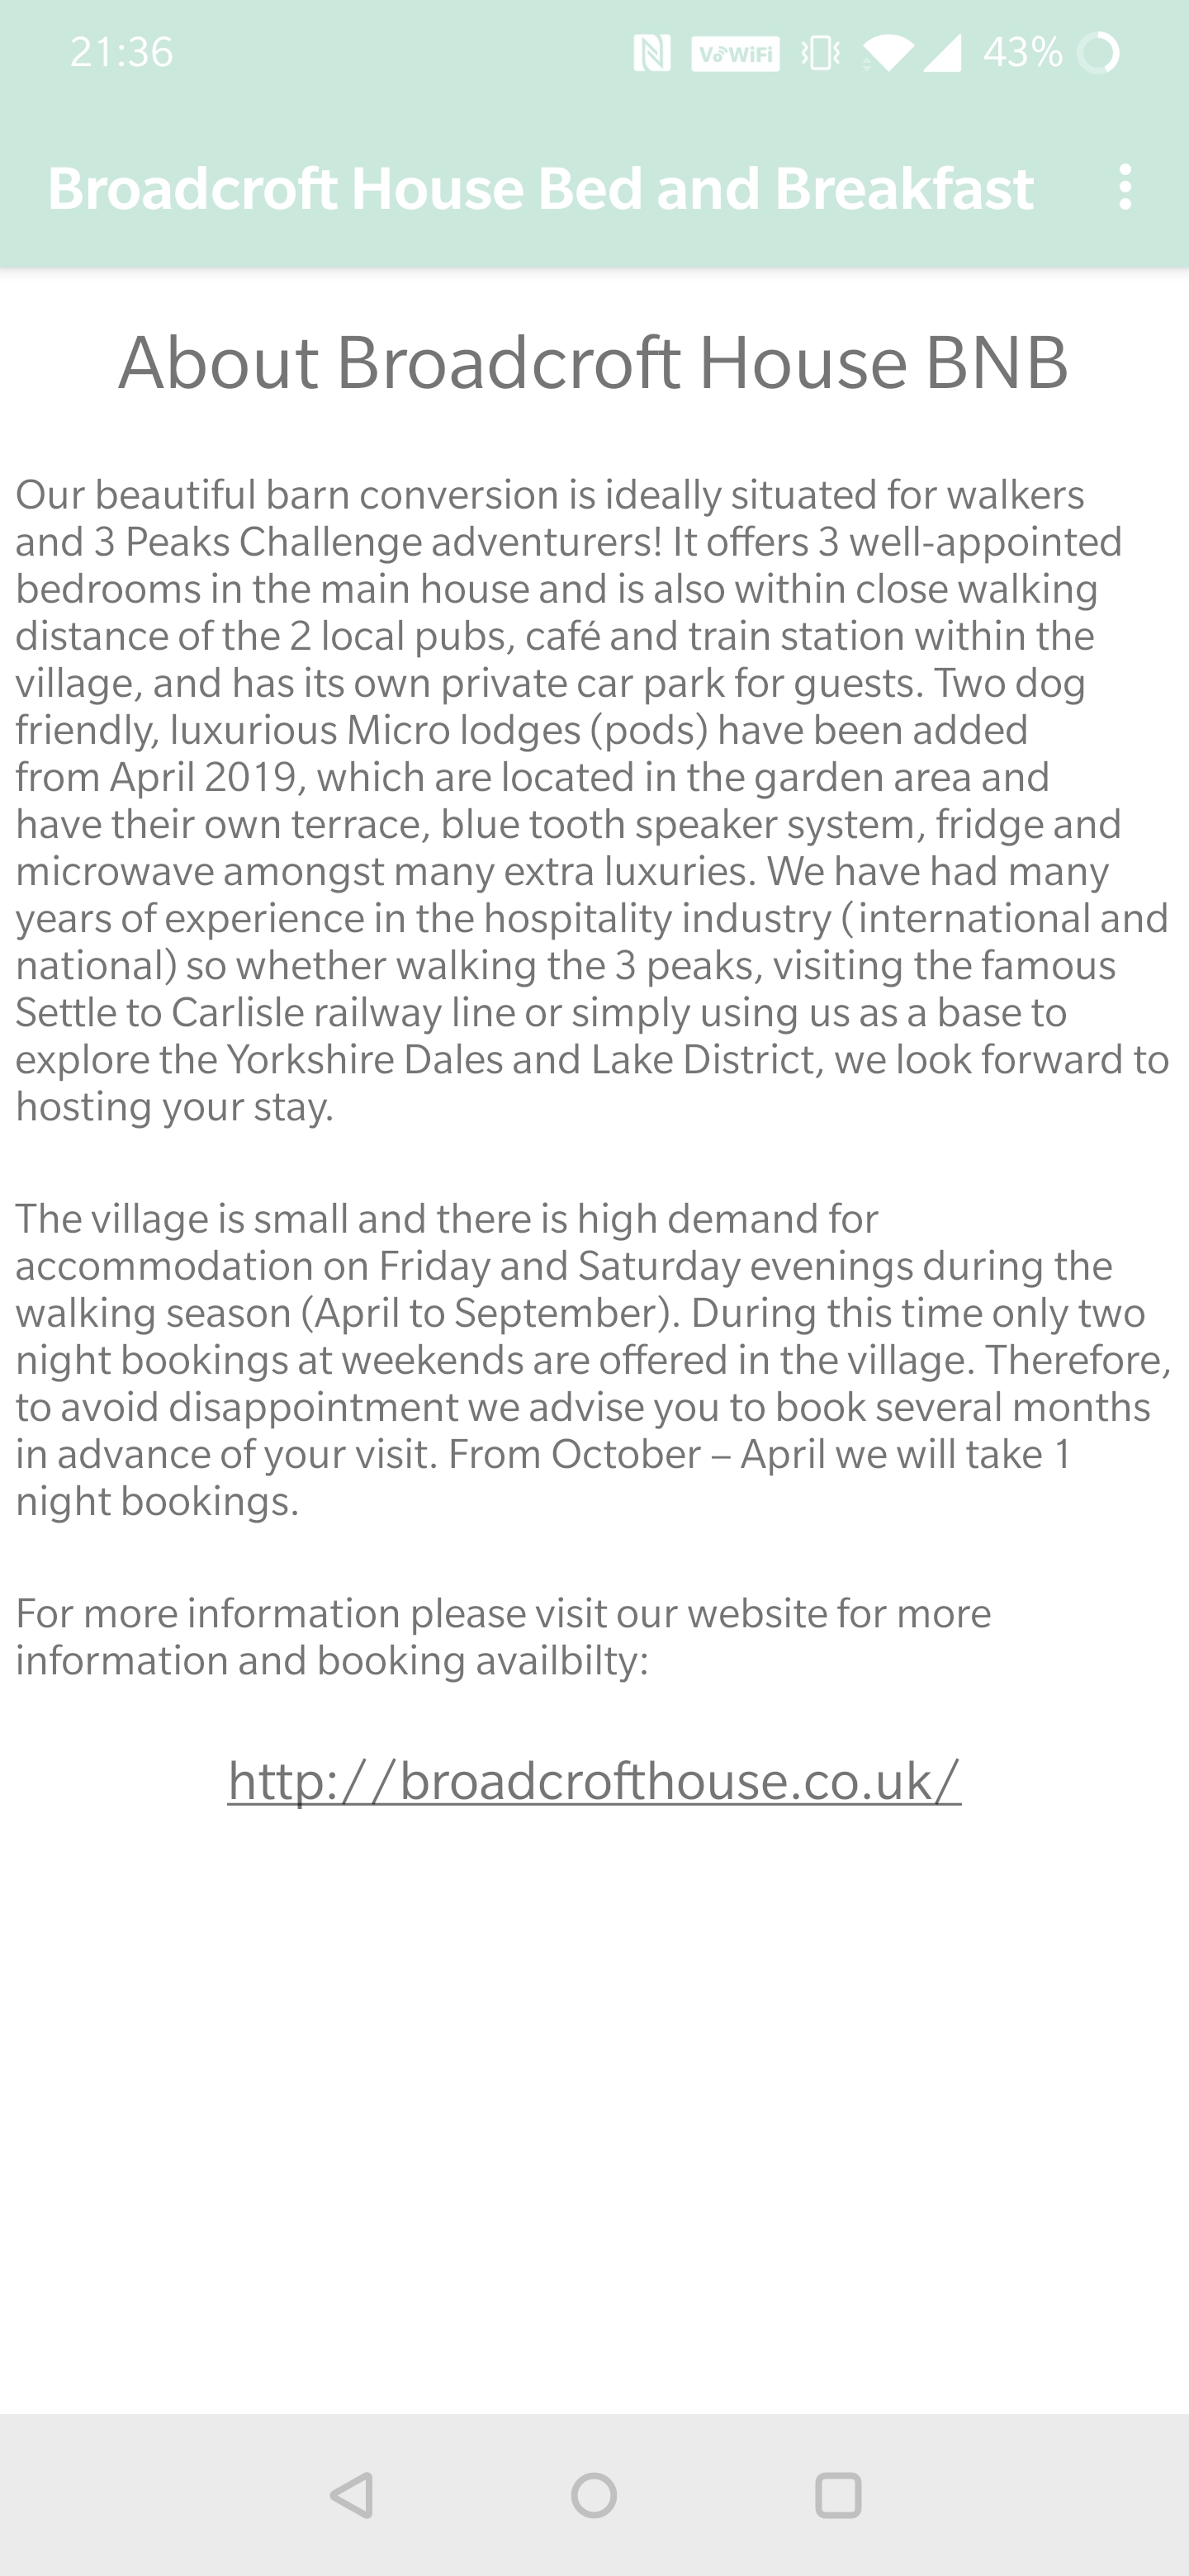 21:36
VoWiFi
43%
Broadcroft House Bed and Breakfast
About Broadcroft House BNB
Our beautiful barn conversion is ideally situated for walkers
and 3 Peaks Challenge adventurers! It offers 3 well-appointed
bedrooms in the main house and is also within close walking
distance of the 2 local pubs, café and train station within the
village, and has its own private car park for guests. Two dog
friendly, luxurious Micro lodges (pods) have been added
from April 2019, which are located in the garden area and
have their own terrace, blue tooth speaker system, fridge and
microwave amongst many extra luxuries. We have had many
years of experience in the hospitality industry (international and
national) so whether walking the 3 peaks, visiting the famous
Settle to Carlisle railway line or simply using us as a base to
explore the Yorkshire Dales and Lake District, we look forward to
hosting your stay.
The village is small and there is high demand for
accommodation on Friday and Saturday evenings during the
walking season (April to September). During this time only two
night bookings at weekends are offered in the village. Therefore,
to avoid disappointment we advise you to book several months
in advance of your visit. From October – April we will take 1
night bookings.
For more information please visit our website for more
information and booking availbilty:
http://broadcrofthouse.co.uk/